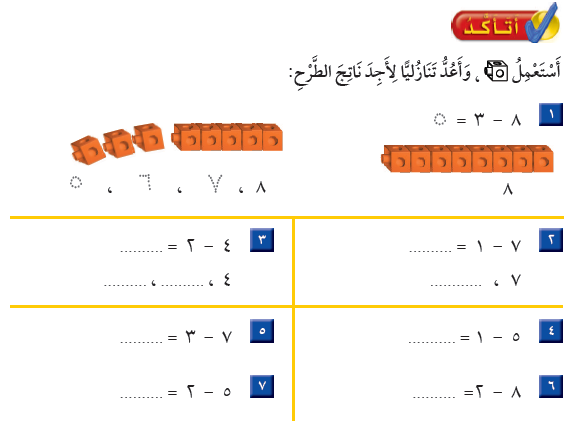 أتأكد
أَسْتَعْمِلُ ، وَأَعُدُّ تَنَازُلِيًّا لِأَجِدَ نَاتِجَ الطَّرْحِ:
١ ٨ − ٣ = ٥
٨
٨ ، ٧ ، ٦ ، ٥
٢ ٧ − ١ = ..........
٧ ، ............
٣ ٤ − ٢ = ..........
٤ ، .......... ، ..........
٤ ٥ − ١ = ..........
٥ ٧ − ٣ = ..........
٦ ٨ − ٢= ..........
٧ ٥ − ٢ = ..........